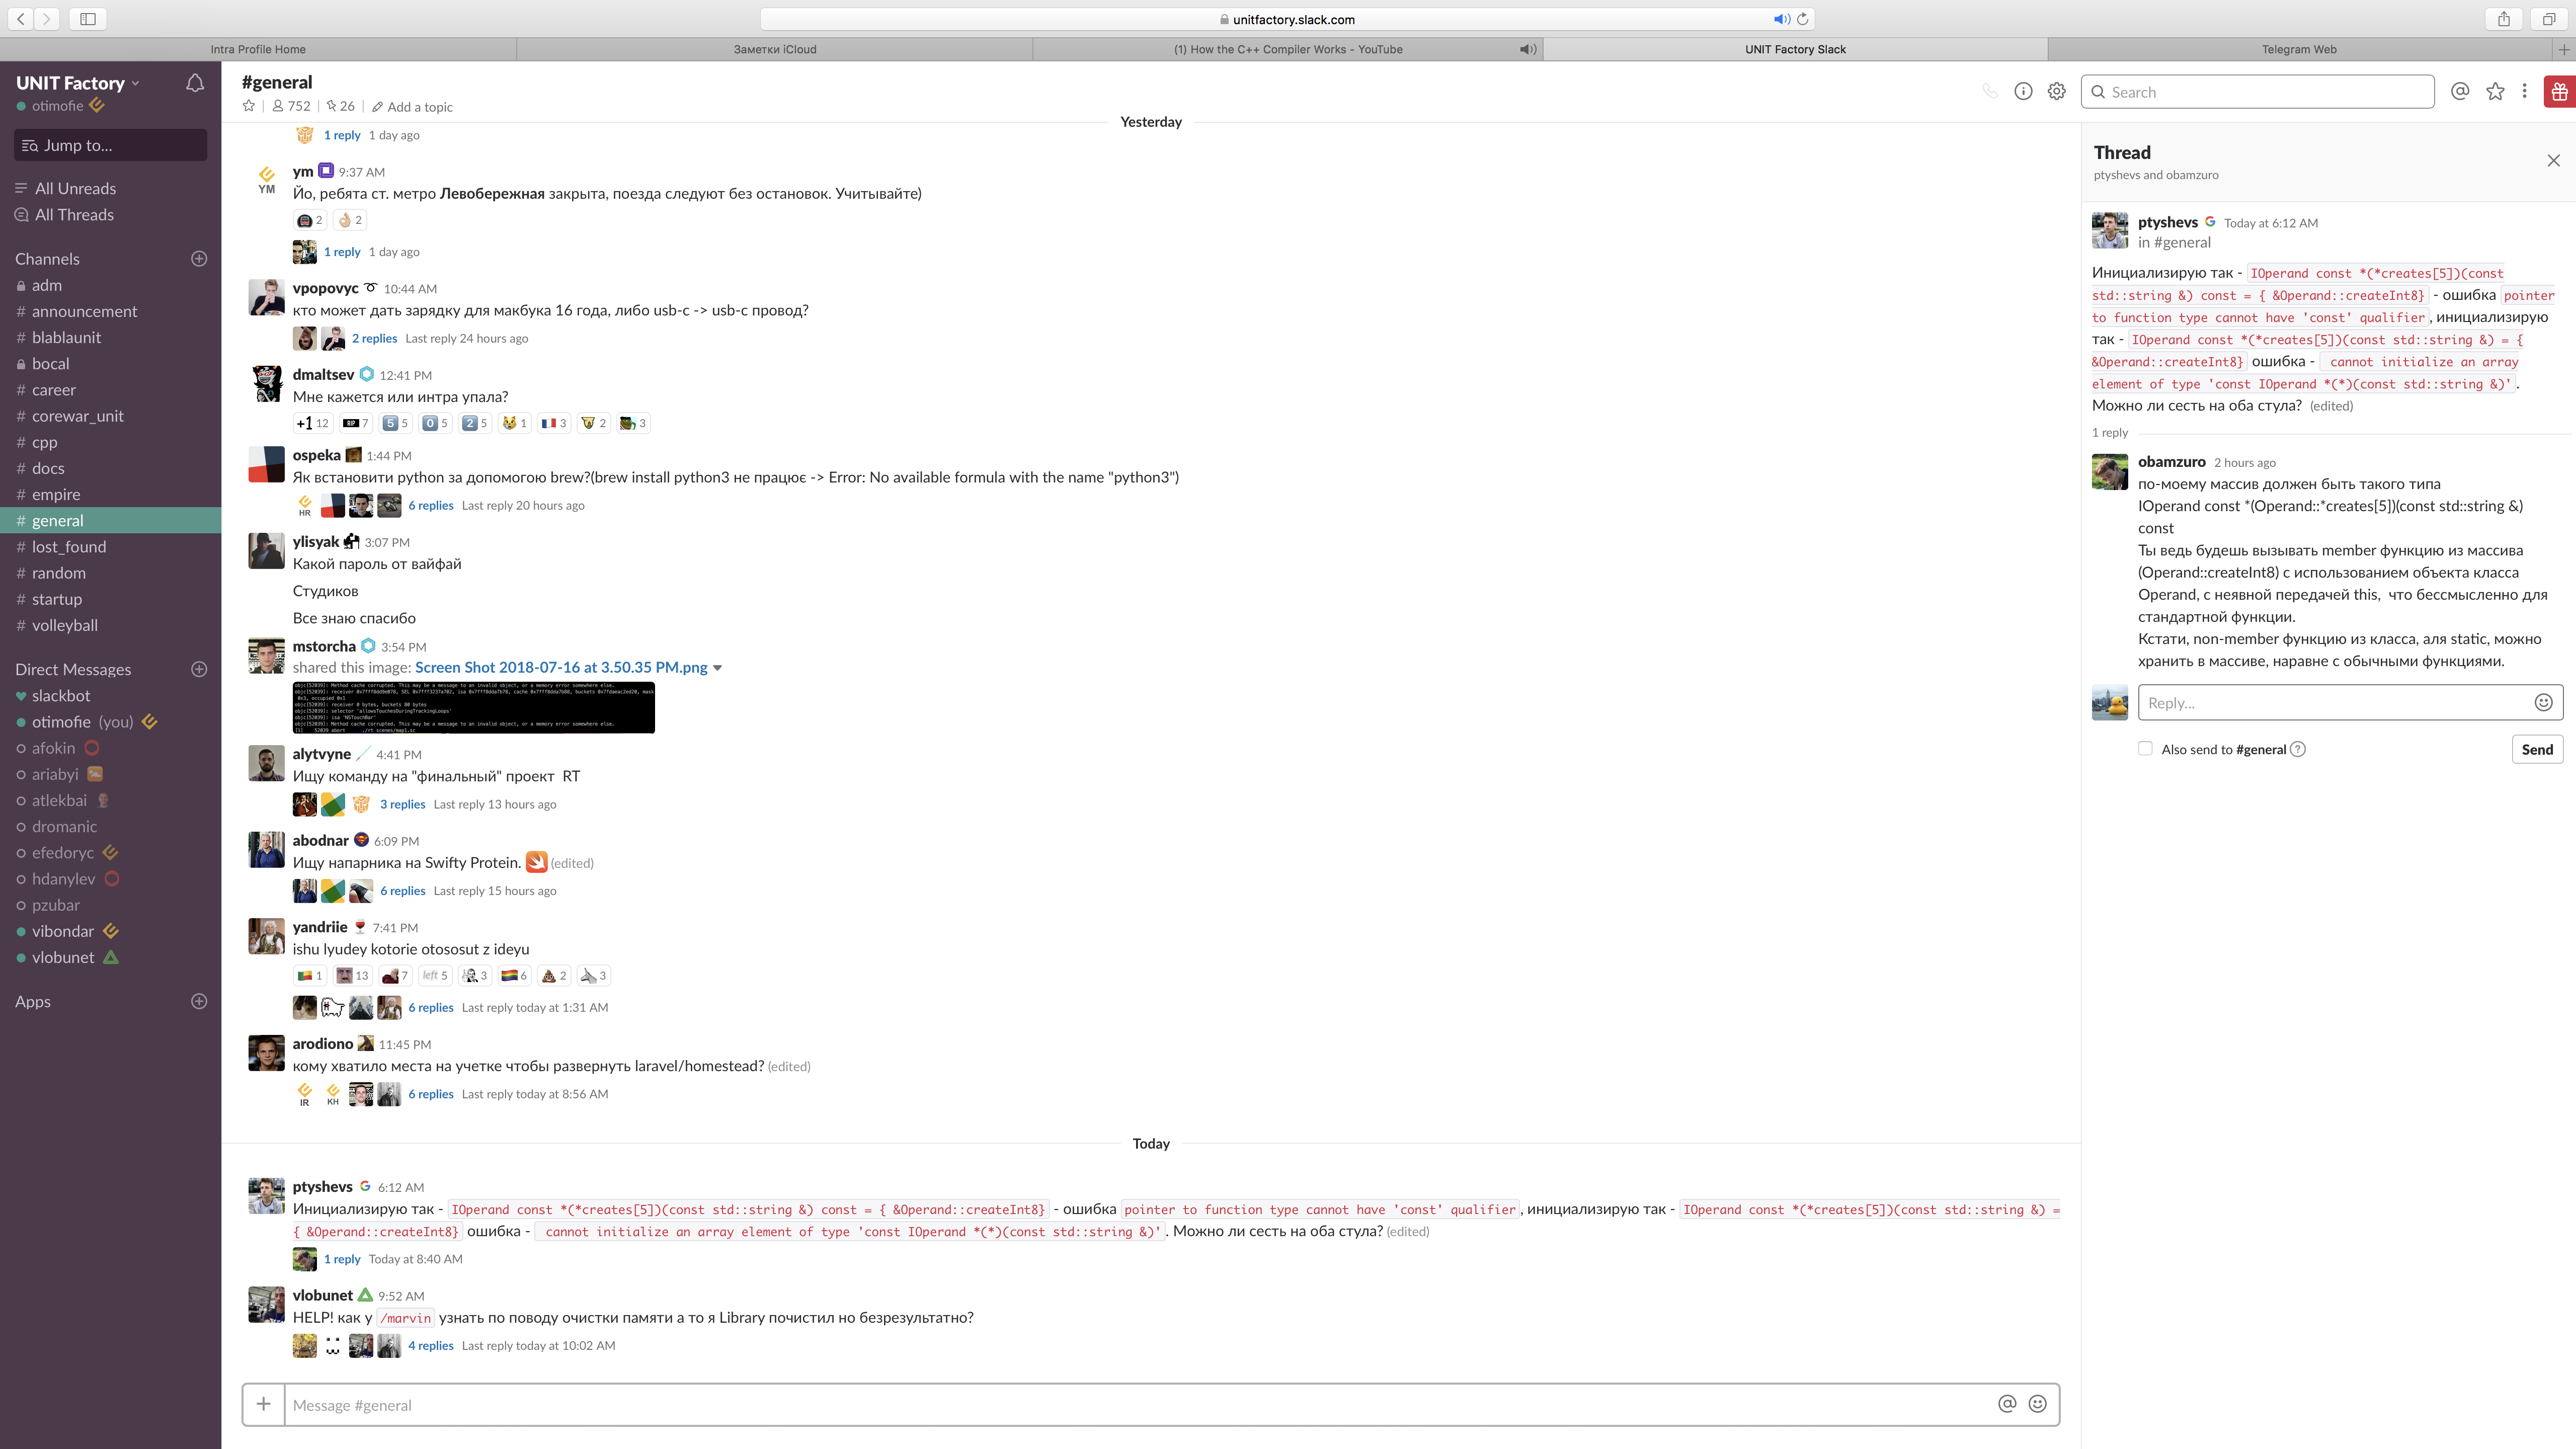 unitfactory.slack.com
Intra Profile Home
Заметки iCloud
(1) How the C++ Compiler Works - YouTube
UNIT Factory Slack
Telegram Web
UNIT Factory
otimofie
Jump to...
All Unreads
All Threads
Channels
adm
# announcement
# blablaunit
bocal
# career
# corewar_unit
# cpp
# docs
# empire
# general
# lost_found
# random
# startup
# volleyball
Direct Messages
slackbot
otimofie (you)
afokin
ariabyi
atlekbai
dromanic
efedoryc
hdanylev
pzubar
vibondar
vlobunet
Apps
#general
752 | 26 | Add a topic
Search
Yesterday
1 reply 1 day ago
YM
ym 9:37 AM
Йо, ребята ст. метро Левобережная закрыта, поезда следуют без остановок. Учитывайте)
2 2
1 reply 1 day ago
vpopovyc 10:44 AM
кто может дать зарядку для макбука 16 года, либо usb-c -> usb-c провод?
2 replies Last reply 24 hours ago
dmaltsev 12:41 PM
Мне кажется или интра упала?
+1 12 RIP 7 5 5 0 5 2 5 1 3 2 3
ospeka 1:44 PM
Як встановити python за допомогою brew?(brew install python3 не працює -> Error: No available formula with the name "python3")
HR 6 replies Last reply 20 hours ago
ylisyak 3:07 PM
Какой пароль от вайфай
Студиков
Все знаю спасибо
mstorcha 3:54 PM
shared this image: Screen Shot 2018-07-16 at 3.50.35 PM.png
alytvyne 4:41 PM
Ищу команду на "финальный" проект RT
3 replies Last reply 13 hours ago
abodnar 6:09 PM
Ищу напарника на Swifty Protein. (edited)
6 replies Last reply 15 hours ago
yandriie 7:41 PM
ishu lyudey kotorie otososut z ideyu
1 13 7 left 5 3 6 2 3
6 replies Last reply today at 1:31 AM
arodiono 11:45 PM
кому хватило места на учетке чтобы развернуть laravel/homestead? (edited)
IR KH 6 replies Last reply today at 8:56 AM
Today
ptyshevs 6:12 AM
Инициализирую так - IOperand const *(*creates[5])(const std::string &) const = { &Operand::createInt8} - ошибка pointer to function type cannot have 'const' qualifier, инициализирую так - IOperand const *(*creates[5])(const std::string &) =
{ &Operand::createInt8} ошибка - cannot initialize an array element of type 'const IOperand *(*)(const std::string &)'. Можно ли сесть на оба стула? (edited)
1 reply Today at 8:40 AM
vlobunet 9:52 AM
HELP! как у /marvin узнать по поводу очистки памяти а то я Library почистил но безрезультатно?
4 replies Last reply today at 10:02 AM
Message #general
Thread
ptyshevs and obamzuro
ptyshevs Today at 6:12 AM
in #general
Инициализирую так - IOperand const *(*creates[5])(const
std::string &) const = { &Operand::createInt8} - ошибка pointer
to function type cannot have 'const' qualifier, инициализирую
так - IOperand const *(*creates[5])(const std::string &) = {
&Operand::createInt8} ошибка - cannot initialize an array
element of type 'const IOperand *(*)(const std::string &)'.
Можно ли сесть на оба стула? (edited)
1 reply
obamzuro 2 hours ago
по-моему массив должен быть такого типа
IOperand const *(Operand::*creates[5])(const std::string &)
const
Ты ведь будешь вызывать member функцию из массива
(Operand::createInt8) с использованием объекта класса
Operand, с неявной передачей this, что бессмысленно для
стандартной функции.
Кстати, non-member функцию из класса, аля static, можно
хранить в массиве, наравне с обычными функциями.
Reply...
Also send to #general
Send